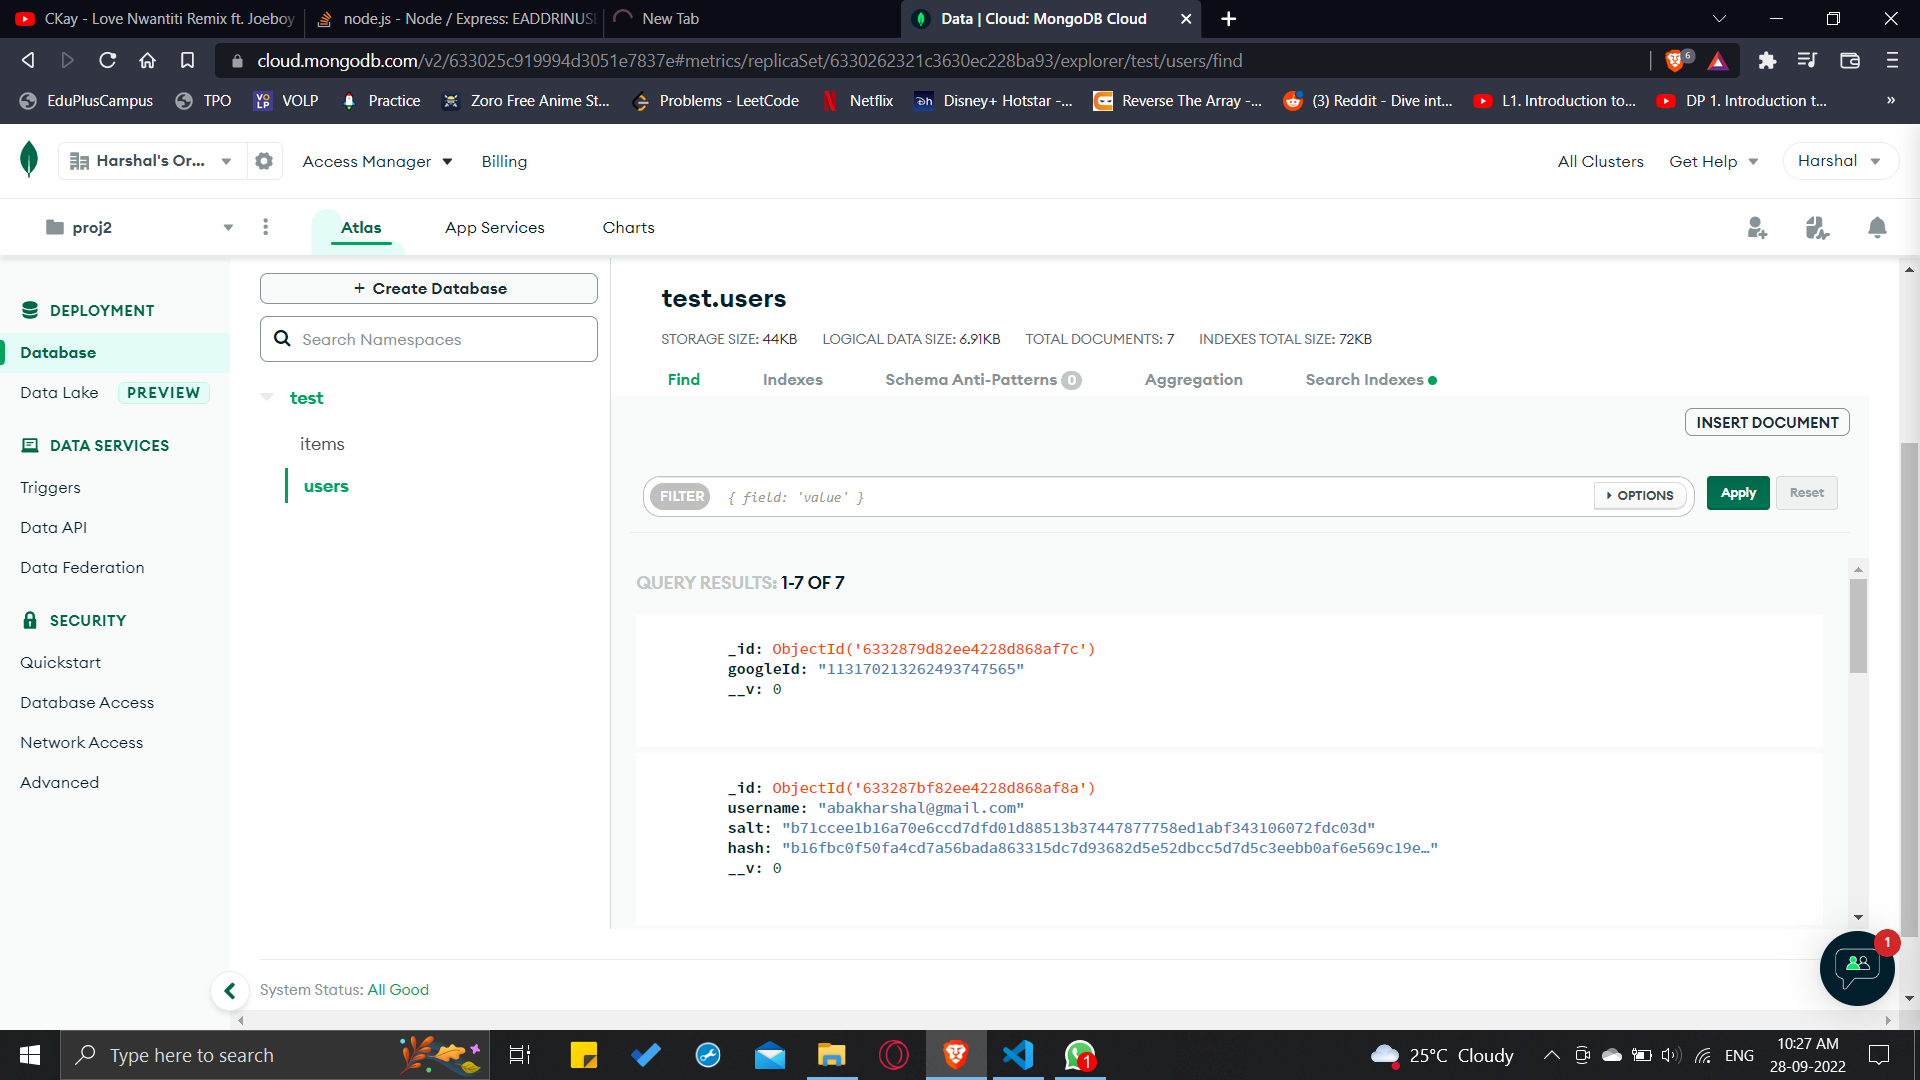 CKay - Love Nwantiti Remix ft. Joeboy
node.js - Node / Express: EADDRINUSE
New Tab
Data | Cloud: MongoDB Cloud
cloud.mongodb.com/v2/633025c919994d3051e7837e#metrics/replicaSet/6330262321c3630ec228ba93/explorer/test/users/find
6
EduPlusCampus
TPO
VOLP
VOLP
Practice
Zoro Free Anime St...
Problems - LeetCode
Netflix
Disney+ Hotstar -...
Reverse The Array -...
(3) Reddit - Dive int...
L1. Introduction to...
DP 1. Introduction t...
»
Harshal's Or...
Access Manager
Billing
All Clusters
Get Help
Harshal
proj2
Atlas
App Services
Charts
DEPLOYMENT
Database
Data Lake PREVIEW
DATA SERVICES
Triggers
Data API
Data Federation
SECURITY
Quickstart
Database Access
Network Access
Advanced
+ Create Database
Search Namespaces
test
items
users
test.users
STORAGE SIZE: 44KB LOGICAL DATA SIZE: 6.91KB TOTAL DOCUMENTS: 7 INDEXES TOTAL SIZE: 72KB
Find Indexes Schema Anti-Patterns 0 Aggregation Search Indexes
INSERT DOCUMENT
FILTER { field: 'value' } OPTIONS Apply Reset
QUERY RESULTS: 1-7 OF 7
_id: ObjectId('6332879d82ee4228d868af7c')
googleId: "113170213262493747565"
__v: 0
_id: ObjectId('633287bf82ee4228d868af8a')
username: "abakharshal@gmail.com"
salt: "b71ccee1b16a70e6ccd7dfd01d88513b37447877758ed1abf343106072fdc03d"
hash: "b16fbc0f50fa4cd7a56bada863315dc7d93682d5e52dbcc5d7d5c3eebb0af6e569c19e…"
__v: 0
System Status: All Good
1
Type here to search
1
25°C Cloudy
ENG
10:27 AM
28-09-2022